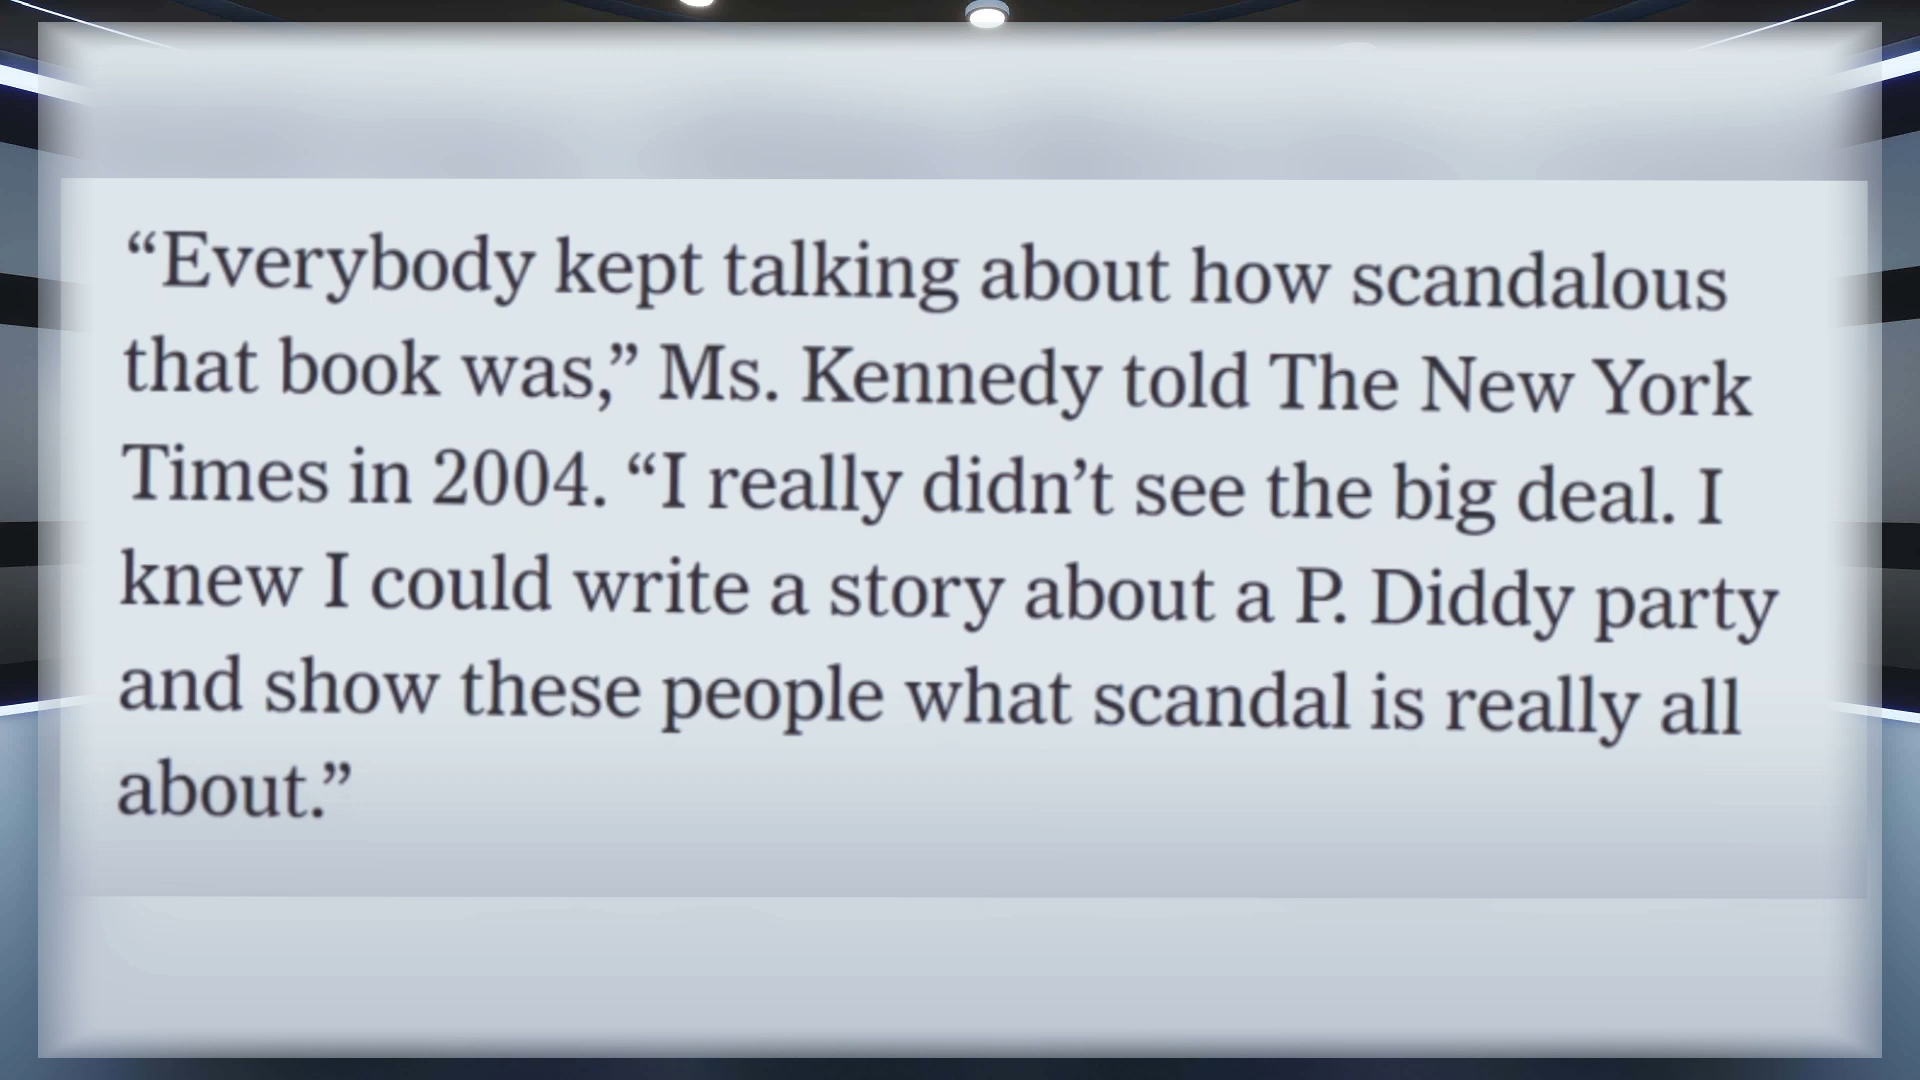 “Everybody kept talking about how scandalous
that book was,” Ms. Kennedy told The New York
Times in 2004. “I really didn’t see the big deal. I
knew I could write a story about a P. Diddy party
and show these people what scandal is really all
about.”